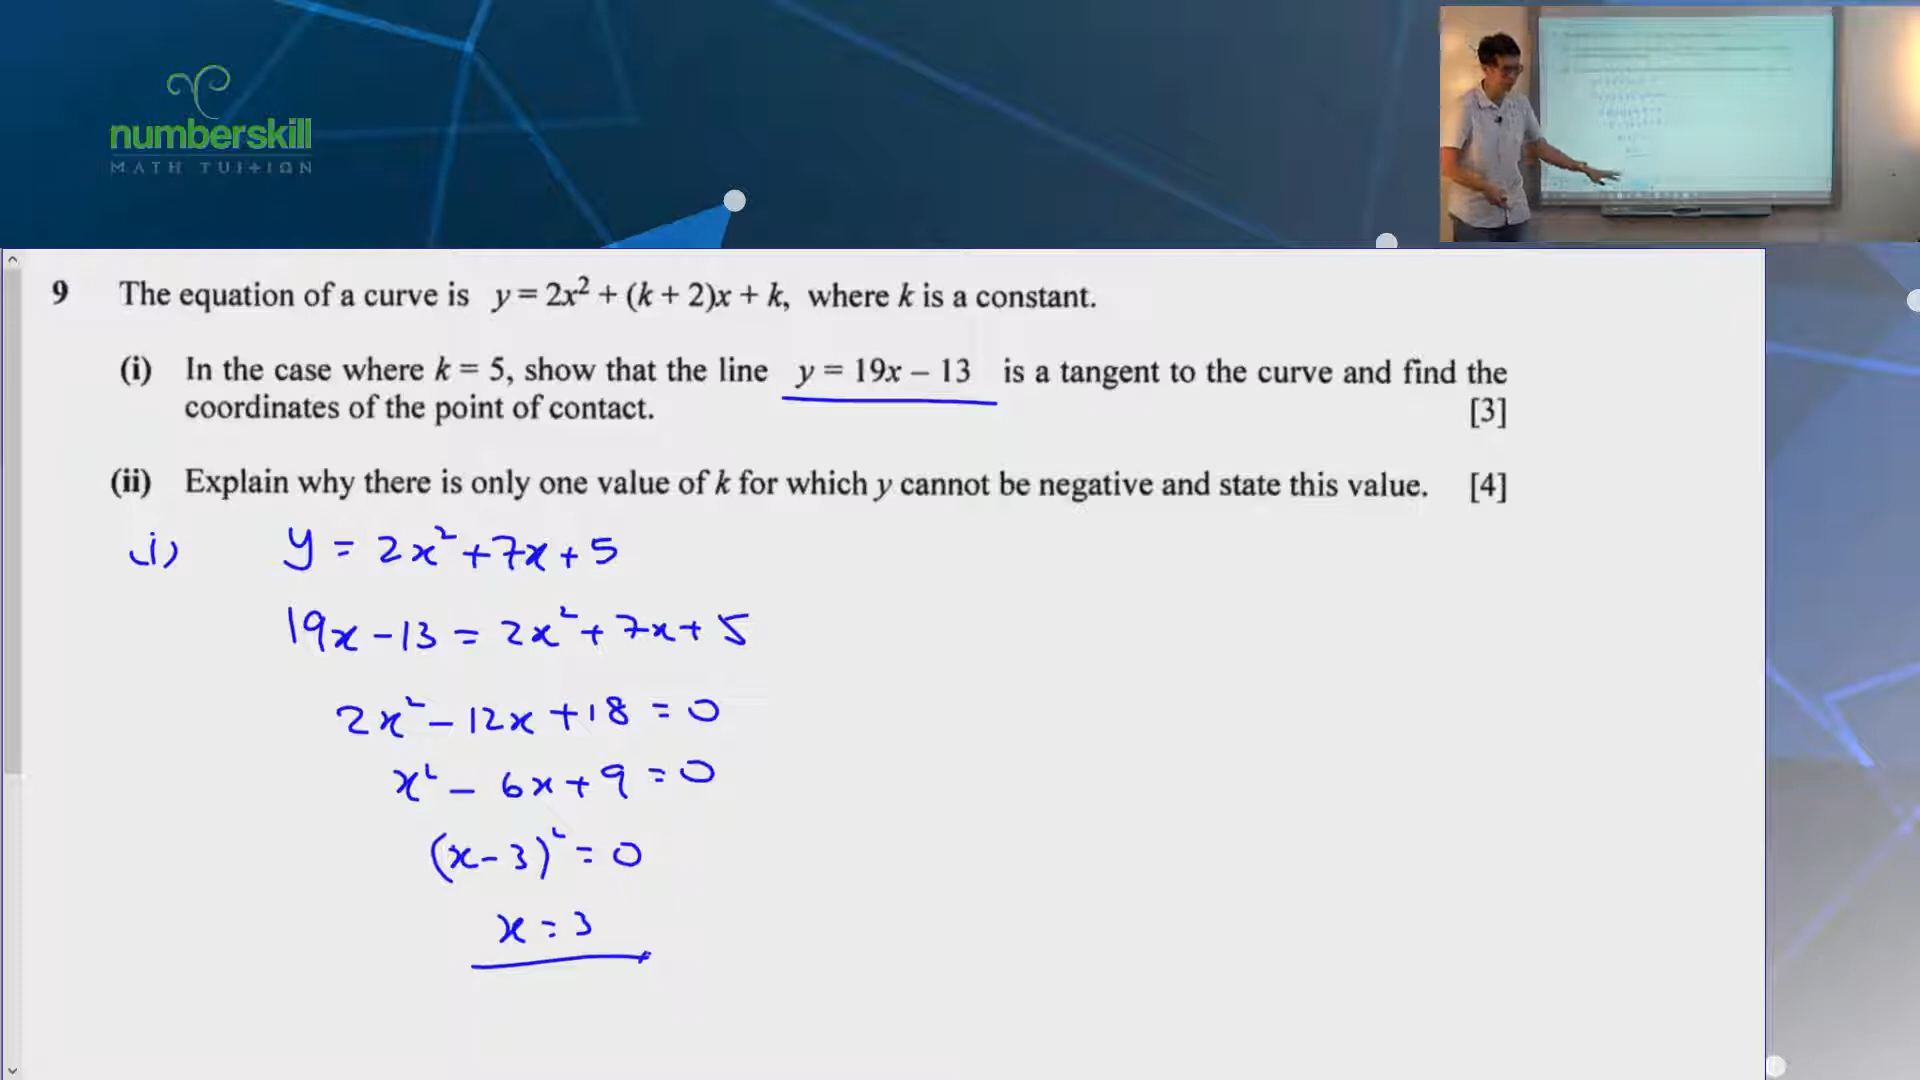 numberskill
MATH TUITION
9 The equation of a curve is y = 2x² + (k + 2)x + k, where k is a constant.
(i) In the case where k = 5, show that the line y = 19x – 13 is a tangent to the curve and find the
coordinates of the point of contact. [3]
(ii) Explain why there is only one value of k for which y cannot be negative and state this value. [4]
i) y = 2x² + 7x + 5
19x - 13 = 2x² + 7x + 5
2x² - 12x + 18 = 0
x² - 6x + 9 = 0
(x - 3)² = 0
x = 3